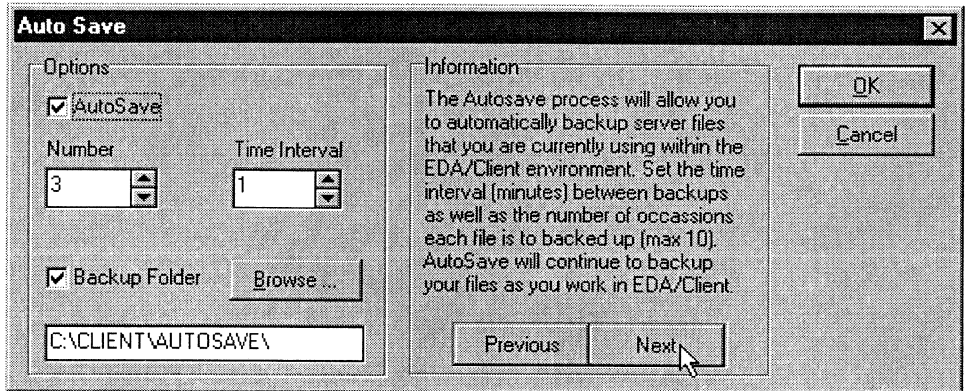 Auto Save
Options
AutoSave
Number
Time Interval
3
1
Backup Folder
Browse ...
C:\CLIENT\AUTOSAVE\
Information
The Autosave process will allow you
to automatically backup server files
that you are currently using within the
EDA/Client environment. Set the time
interval (minutes) between backups
as well as the number of occassions
each file is to backed up (max 10).
AutoSave will continue to backup
your files as you work in EDA/Client.
Previous
Next
OK
Cancel